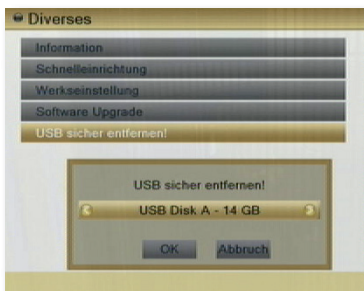 Diverses
Information
Schnelleinrichtung
Werkseinstellung
Software Upgrade
USB sicher entfernen!
USB sicher entfernen!
USB Disk A - 14 GB
OK Abbruch